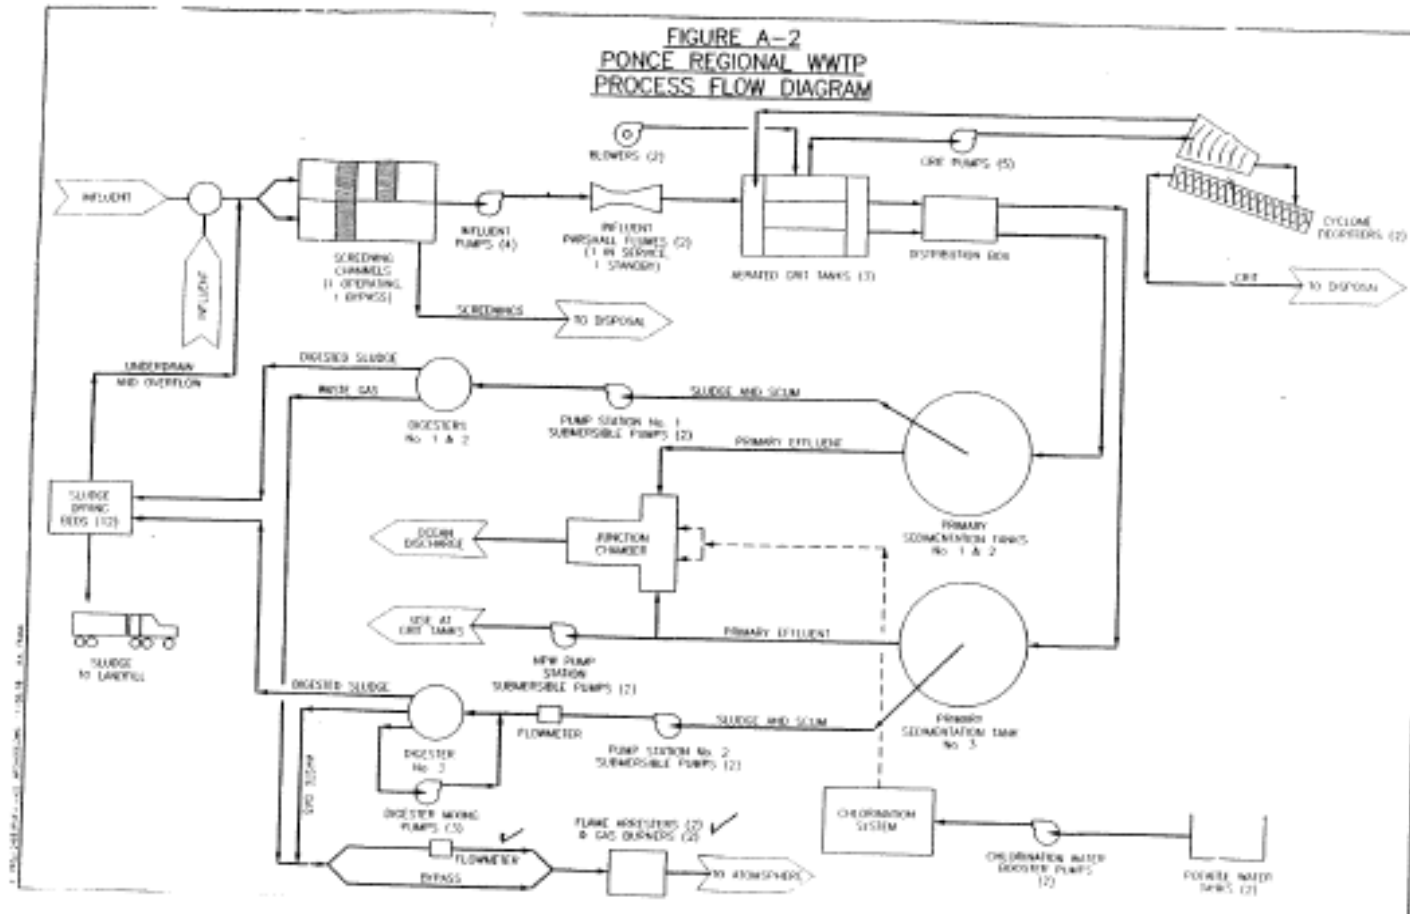 FIGURE A-2
PONCE REGIONAL WWTP
PROCESS FLOW DIAGRAM
INFLUENT
INFLUENT
SCREENING
CHANNELS
(1 OPERATING,
1 BYPASS)
INFLUENT
PUMPS (4)
BLOWERS (2)
INFLUENT
PARSHALL FLUMES (2)
(1 IN SERVICE,
1 STANDBY)
AERATED GRIT TANKS (3)
GRIT PUMPS (5)
DISTRIBUTION BOX
CYCLONE
DEGRITTERS (2)
GRIT
TO DISPOSAL
SCREENINGS
TO DISPOSAL
UNDERDRAIN
AND OVERFLOW
DIGESTED SLUDGE
WASTE GAS
DIGESTERS
No 1 & 2
PUMP STATION No. 1
SUBMERSIBLE PUMPS (2)
SLUDGE AND SCUM
PRIMARY EFFLUENT
PRIMARY
SEDIMENTATION TANKS
No 1 & 2
SLUDGE
DRYING
BEDS (12)
OCEAN
DISCHARGE
JUNCTION
CHAMBER
USE AT
GRIT TANKS
PRIMARY EFFLUENT
NPW PUMP
STATION
SUBMERSIBLE PUMPS (2)
SLUDGE
TO LANDFILL
DIGESTED SLUDGE
WASTE GAS
DIGESTER
No 3
FLOWMETER
PUMP STATION No. 2
SUBMERSIBLE PUMPS (2)
SLUDGE AND SCUM
PRIMARY
SEDIMENTATION TANK
No 3
DIGESTER MIXING
PUMPS (3)
FLOWMETER
BYPASS
FLAME ARRESTERS (2)
& GAS BURNERS (2)
TO ATMOSPHERE
CHLORINATION
SYSTEM
CHLORINATION WATER
BOOSTER PUMPS
(2)
POTABLE WATER
TANKS (2)